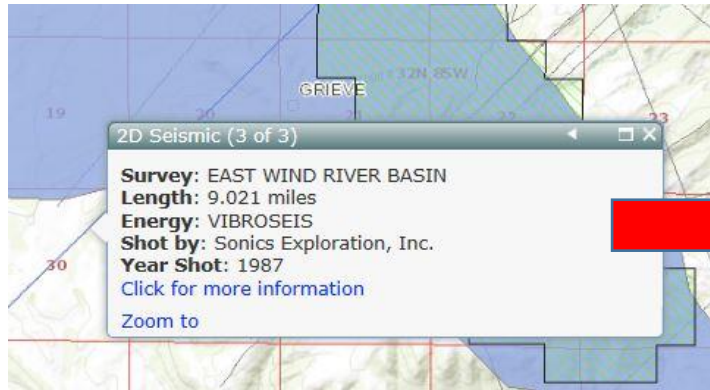 32N 85W
GRIEVE
19
20
21
22
23
2D Seismic (3 of 3)
Survey: EAST WIND RIVER BASIN
Length: 9.021 miles
Energy: VIBROSEIS
Shot by: Sonics Exploration, Inc.
Year Shot: 1987
Click for more information
Zoom to
30